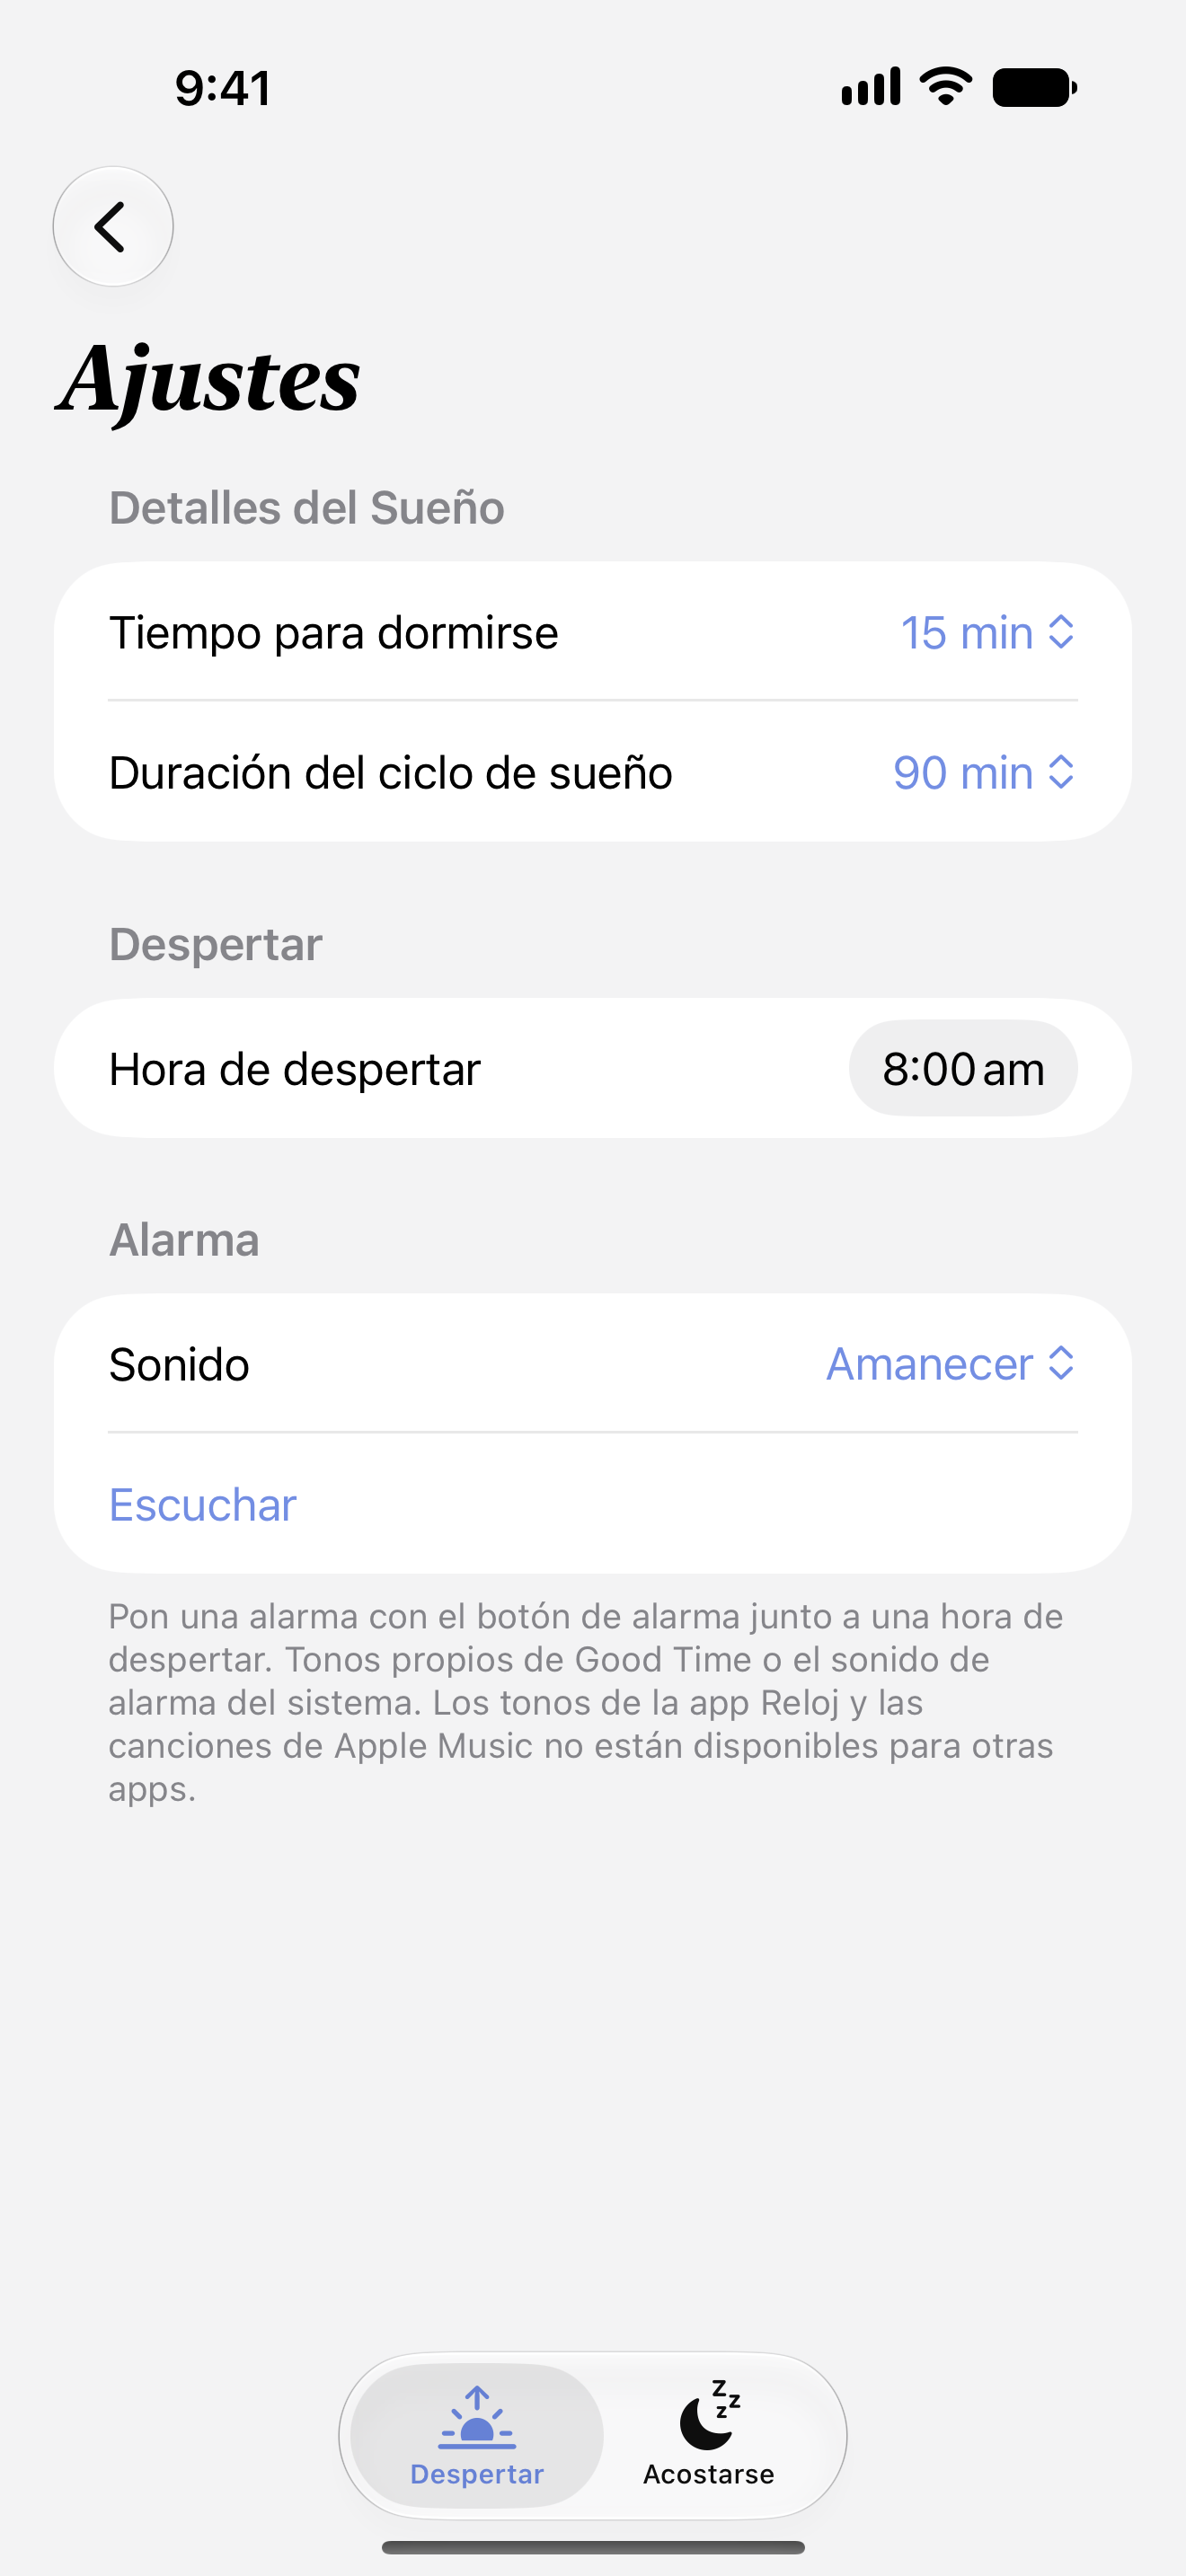 9:41
Ajustes
Detalles del Sueño
Tiempo para dormirse 15 min
Duración del ciclo de sueño 90 min
Despertar
Hora de despertar 8:00 am
Alarma
Sonido Amanecer
Escuchar
Pon una alarma con el botón de alarma junto a una hora de
despertar. Tonos propios de Good Time o el sonido de
alarma del sistema. Los tonos de la app Reloj y las
canciones de Apple Music no están disponibles para otras
apps.
z z z
Despertar Acostarse